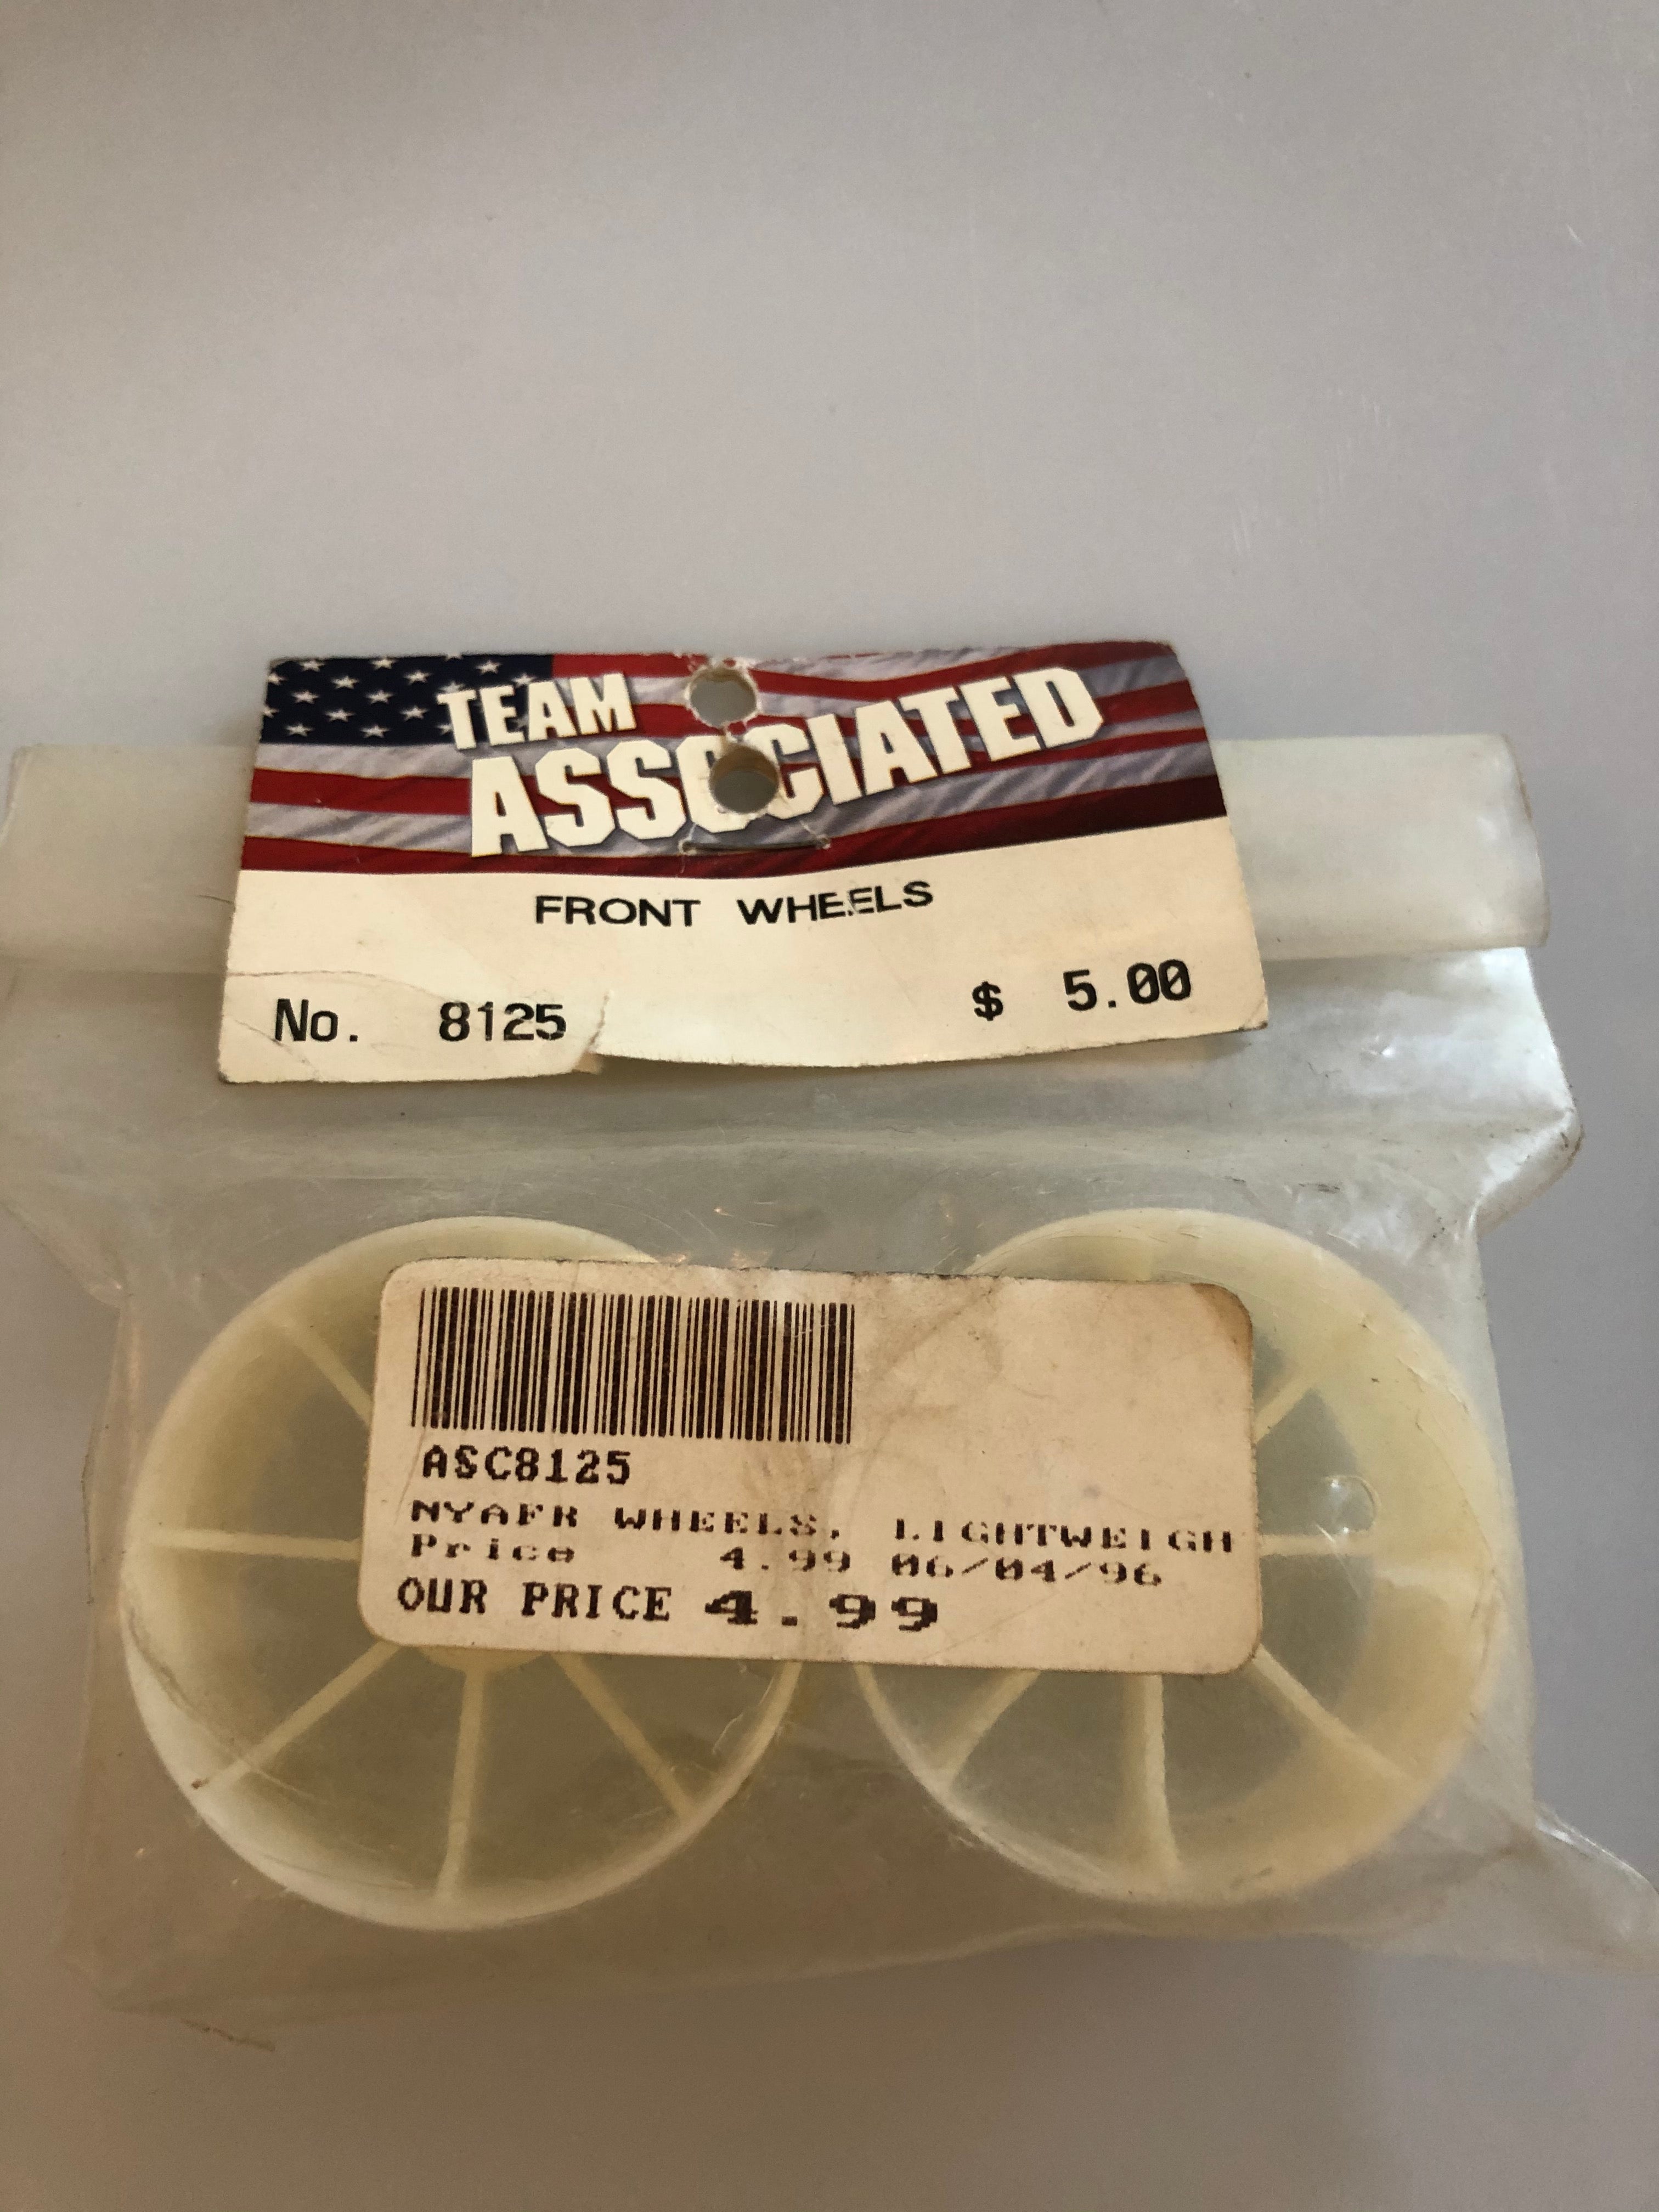 TEAM
ASSOCIATED
FRONT WHEELS
No. 8125 $ 5.00
ASC8125
NYAFR WHEELS, LIGHTWEIGH
Price 4.99 06/04/96
OUR PRICE 4.99